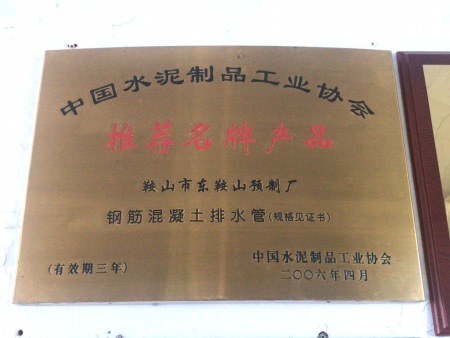 中国水泥制品工业协会
推荐名牌产品
鞍山市东鞍山预制厂
钢筋混凝土排水管(规格见证书)
(有效期三年)
中国水泥制品工业协会
二〇〇六年四月